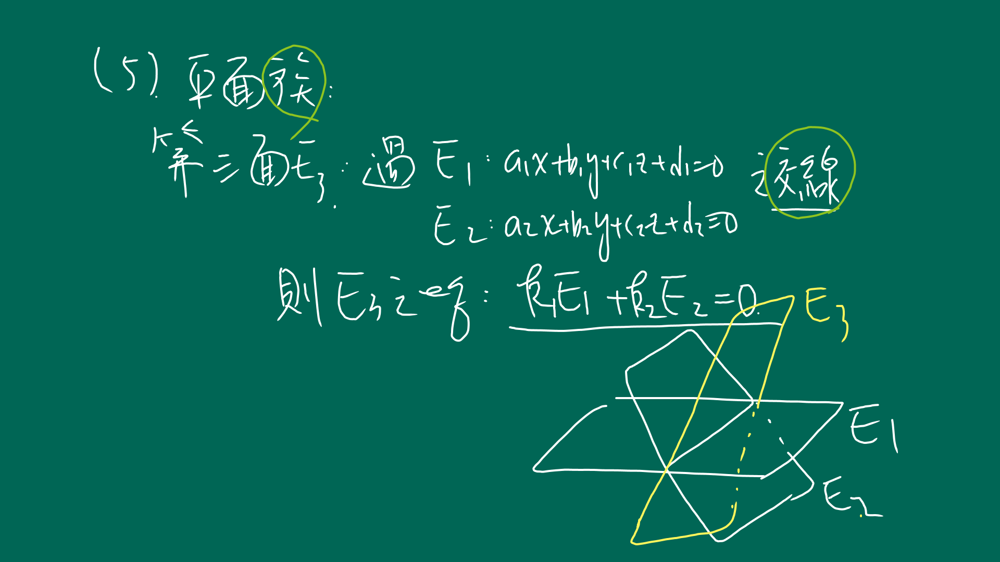 (5). 平面族:
第三面E₃: 過 E₁: a₁x+b₁y+c₁z+d₁=0 之交線
E₂: a₂x+b₂y+c₂z+d₂=0
則E₃之eq: k₁E₁+k₂E₂=0.
E₃
E₁
E₂